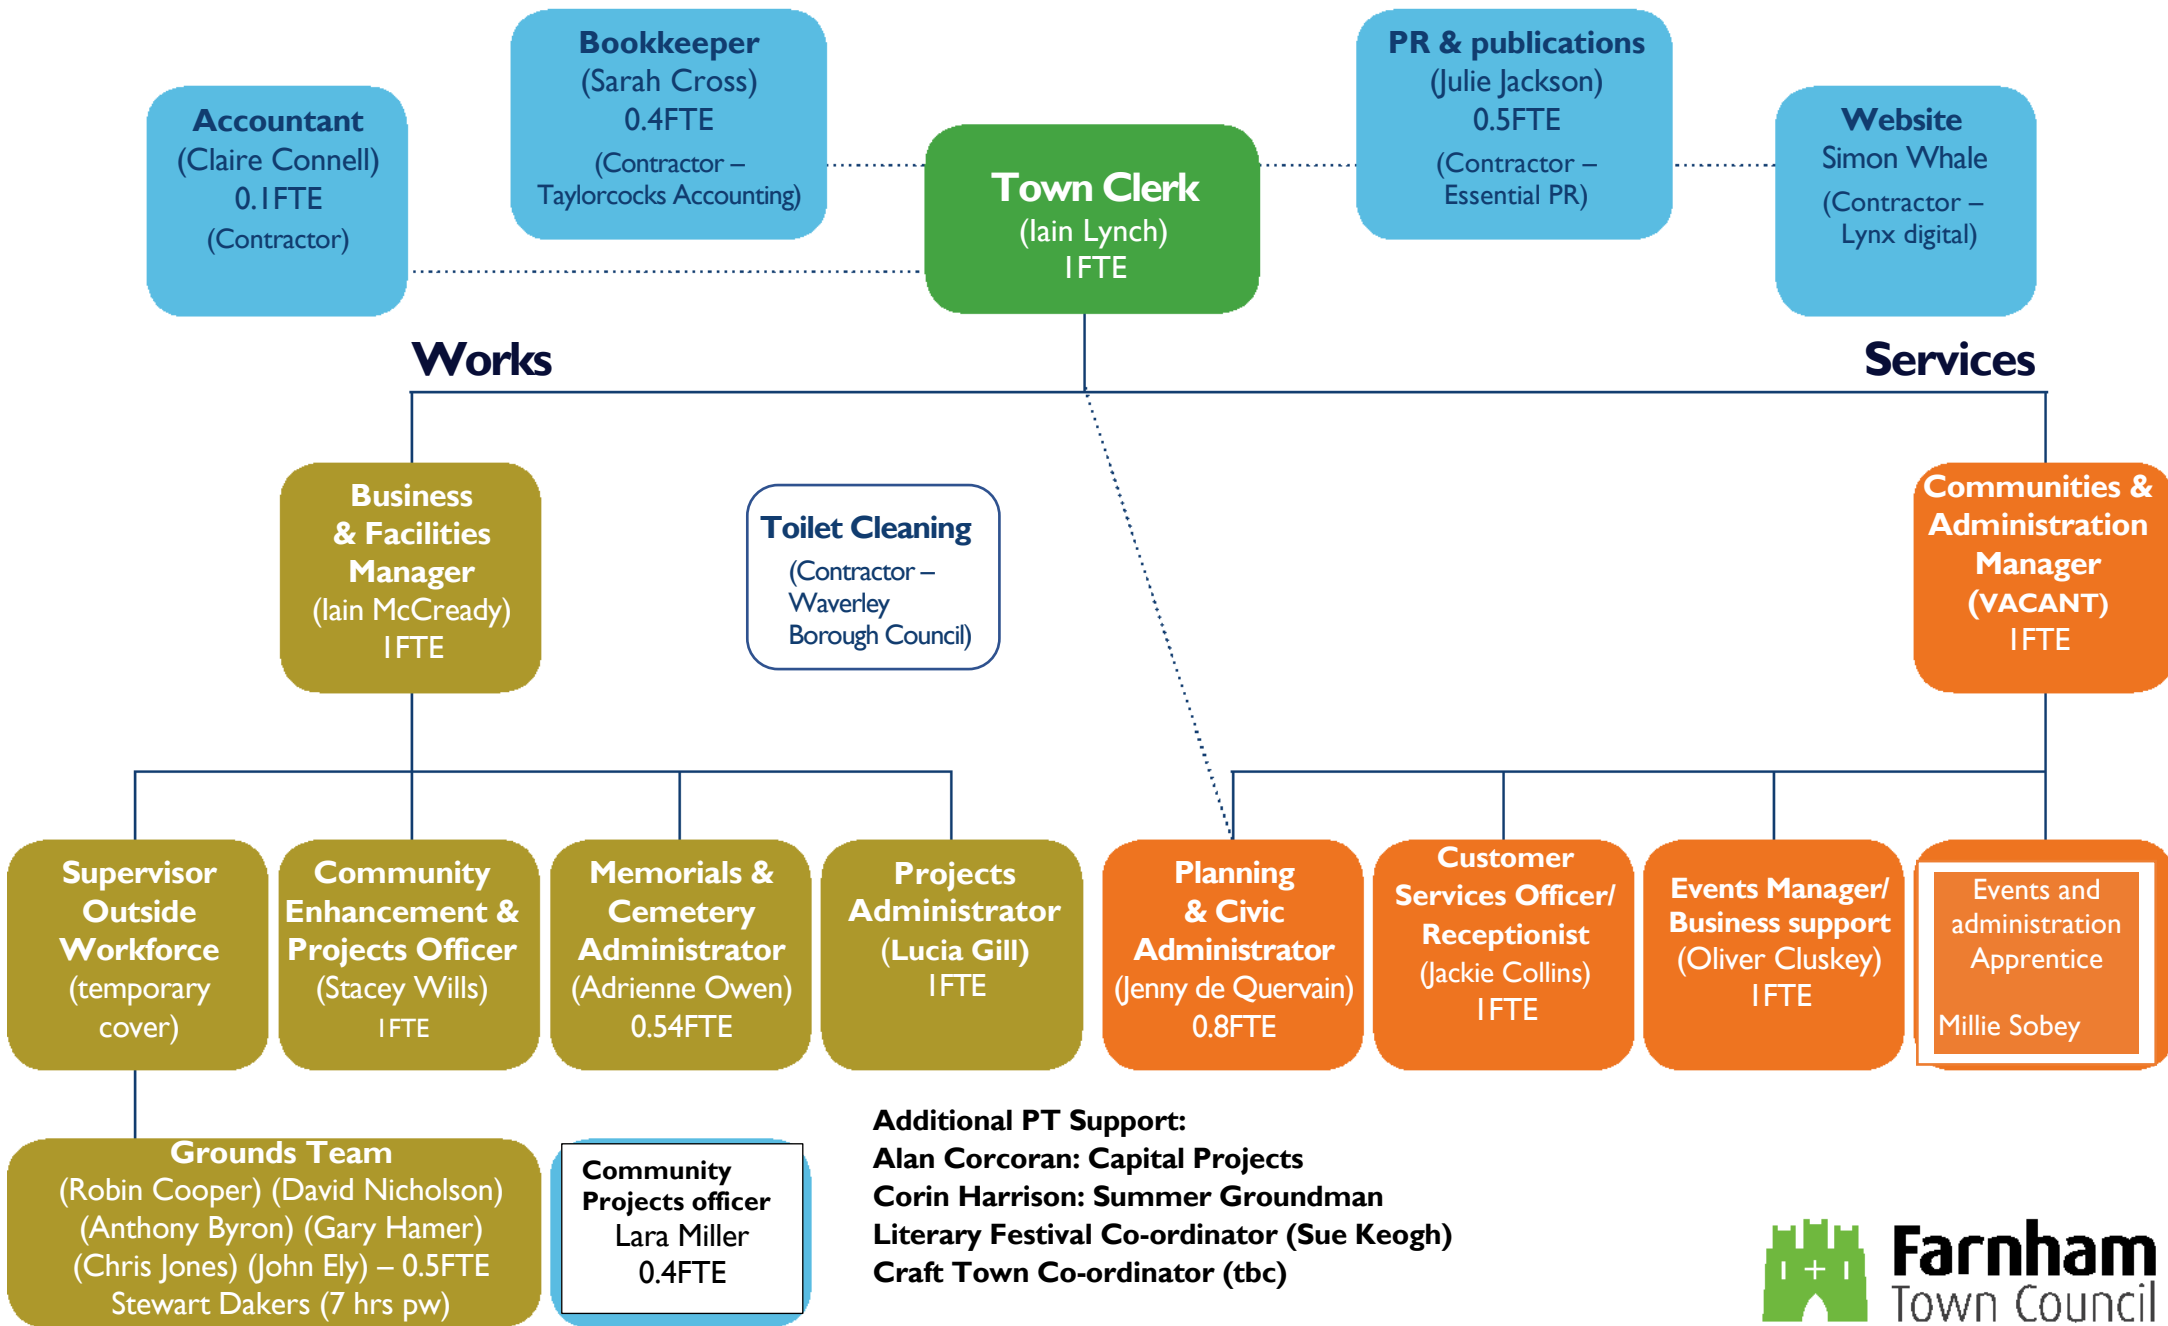 Bookkeeper
(Sarah Cross)
0.4FTE
(Contractor –
Taylorcocks Accounting)
PR & publications
(Julie Jackson)
0.5FTE
(Contractor –
Essential PR)
Accountant
(Claire Connell)
0.1FTE
(Contractor)
Town Clerk
(Iain Lynch)
1FTE
Website
Simon Whale
(Contractor –
Lynx digital)
Works
Services
Business
& Facilities
Manager
(Iain McCready)
1FTE
Toilet Cleaning
(Contractor –
Waverley
Borough Council)
Communities &
Administration
Manager
(VACANT)
1FTE
Supervisor
Outside
Workforce
(temporary
cover)
Community
Enhancement &
Projects Officer
(Stacey Wills)
1FTE
Memorials &
Cemetery
Administrator
(Adrienne Owen)
0.54FTE
Projects
Administrator
(Lucia Gill)
1FTE
Planning
& Civic
Administrator
(Jenny de Quervain)
0.8FTE
Customer
Services Officer/
Receptionist
(Jackie Collins)
1FTE
Events Manager/
Business support
(Oliver Cluskey)
1FTE
Events and
administration
Apprentice
Millie Sobey
Grounds Team
(Robin Cooper) (David Nicholson)
(Anthony Byron) (Gary Hamer)
(Chris Jones) (John Ely) – 0.5FTE
Stewart Dakers (7 hrs pw)
Community
Projects officer
Lara Miller
0.4FTE
Additional PT Support:
Alan Corcoran: Capital Projects
Corin Harrison: Summer Groundman
Literary Festival Co-ordinator (Sue Keogh)
Craft Town Co-ordinator (tbc)
Farnham
Town Council